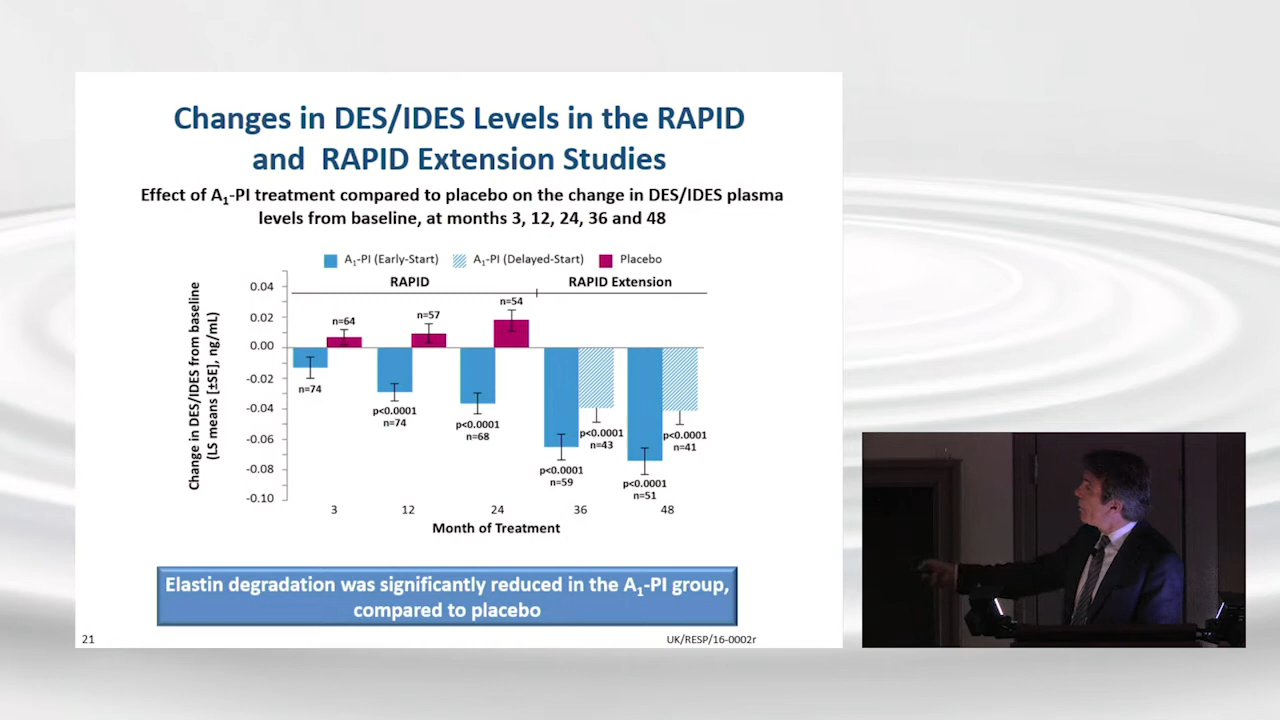 Changes in DES/IDES Levels in the RAPID
and RAPID Extension Studies
Effect of A₁-PI treatment compared to placebo on the change in DES/IDES plasma
levels from baseline, at months 3, 12, 24, 36 and 48
A₁-PI (Early-Start)
A₁-PI (Delayed-Start)
Placebo
RAPID
RAPID Extension
Change in DES/IDES from baseline
(LS means [±SE], ng/mL)
0.04
0.02
0.00
-0.02
-0.04
-0.06
-0.08
-0.10
n=64
n=74
n=57
p<0.0001
n=74
n=54
p<0.0001
n=68
p<0.0001
n=59
p<0.0001
n=43
p<0.0001
n=51
p<0.0001
n=41
3
12
24
36
48
Month of Treatment
Elastin degradation was significantly reduced in the A₁-PI group,
compared to placebo
21
UK/RESP/16-0002r